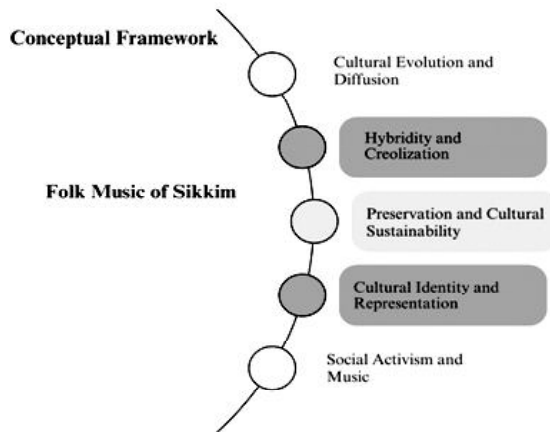 Conceptual Framework
Cultural Evolution and
Diffusion
Hybridity and
Creolization
Folk Music of Sikkim
Preservation and Cultural
Sustainability
Cultural Identity and
Representation
Social Activism and
Music